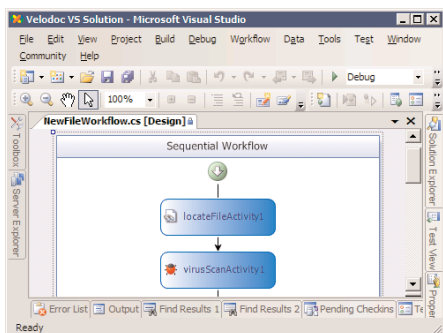 Velodoc VS Solution - Microsoft Visual Studio
File Edit View Project Build Debug Workflow Data Tools Test Window
Community Help
Debug
100%
NewFileWorkflow.cs [Design]
Toolbox
Server Explorer
Sequential Workflow
locateFileActivity1
virusScanActivity1
Solution Explorer
Test View
Proper
Error List Output Find Results 1 Find Results 2 Pending Checkins Te
Ready